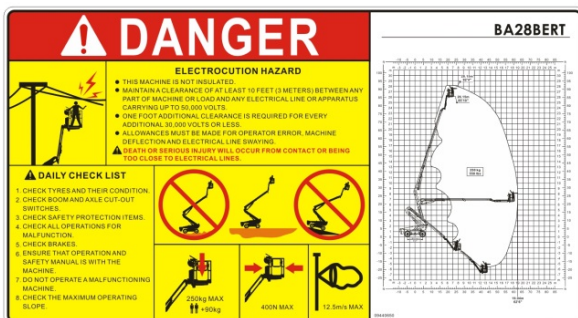 DANGER
ELECTROCUTION HAZARD
● THIS MACHINE IS NOT INSULATED.
● MAINTAIN A CLEARANCE OF AT LEAST 10 FEET (3 METERS) BETWEEN ANY
PART OF MACHINE OR LOAD AND ANY ELECTRICAL LINE OR APPARATUS
CARRYING UP TO 50,000 VOLTS.
● ONE FOOT ADDITIONAL CLEARANCE IS REQUIRED FOR EVERY
ADDITIONAL 30,000 VOLTS OR LESS.
● ALLOWANCES MUST BE MADE FOR OPERATOR ERROR, MACHINE
DEFLECTION AND ELECTRICAL LINE SWAYING.
DEATH OR SERIOUS INJURY WILL OCCUR FROM CONTACT OR BEING
TOO CLOSE TO ELECTRICAL LINES.
DAILY CHECK LIST
1. CHECK TYRES AND THEIR CONDITION.
2. CHECK BOOM AND AXLE CUT-OUT
SWITCHES.
3. CHECK SAFETY PROTECTION ITEMS.
4. CHECK ALL OPERATIONS FOR
MALFUNCTION.
5. CHECK BRAKES.
6. ENSURE THAT OPERATION AND
SAFETY MANUAL IS WITH THE
MACHINE.
7. DO NOT OPERATE A MALFUNCTIONING
MACHINE.
8. CHECK THE MAXIMUM OPERATING
SLOPE.
250kg MAX
+90kg
400N MAX
12.5m/s MAX
BA28BERT